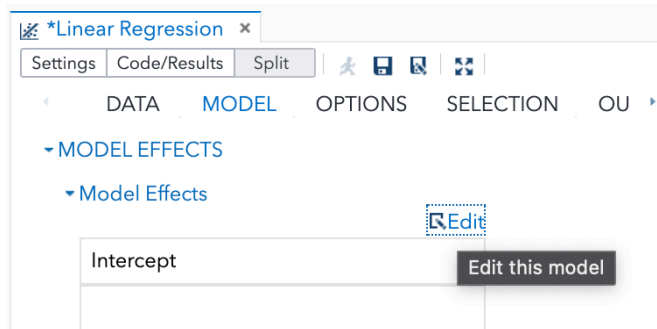 *Linear Regression ×
Settings Code/Results Split
DATA MODEL OPTIONS SELECTION OU
MODEL EFFECTS
Model Effects
Edit
Intercept
Edit this model